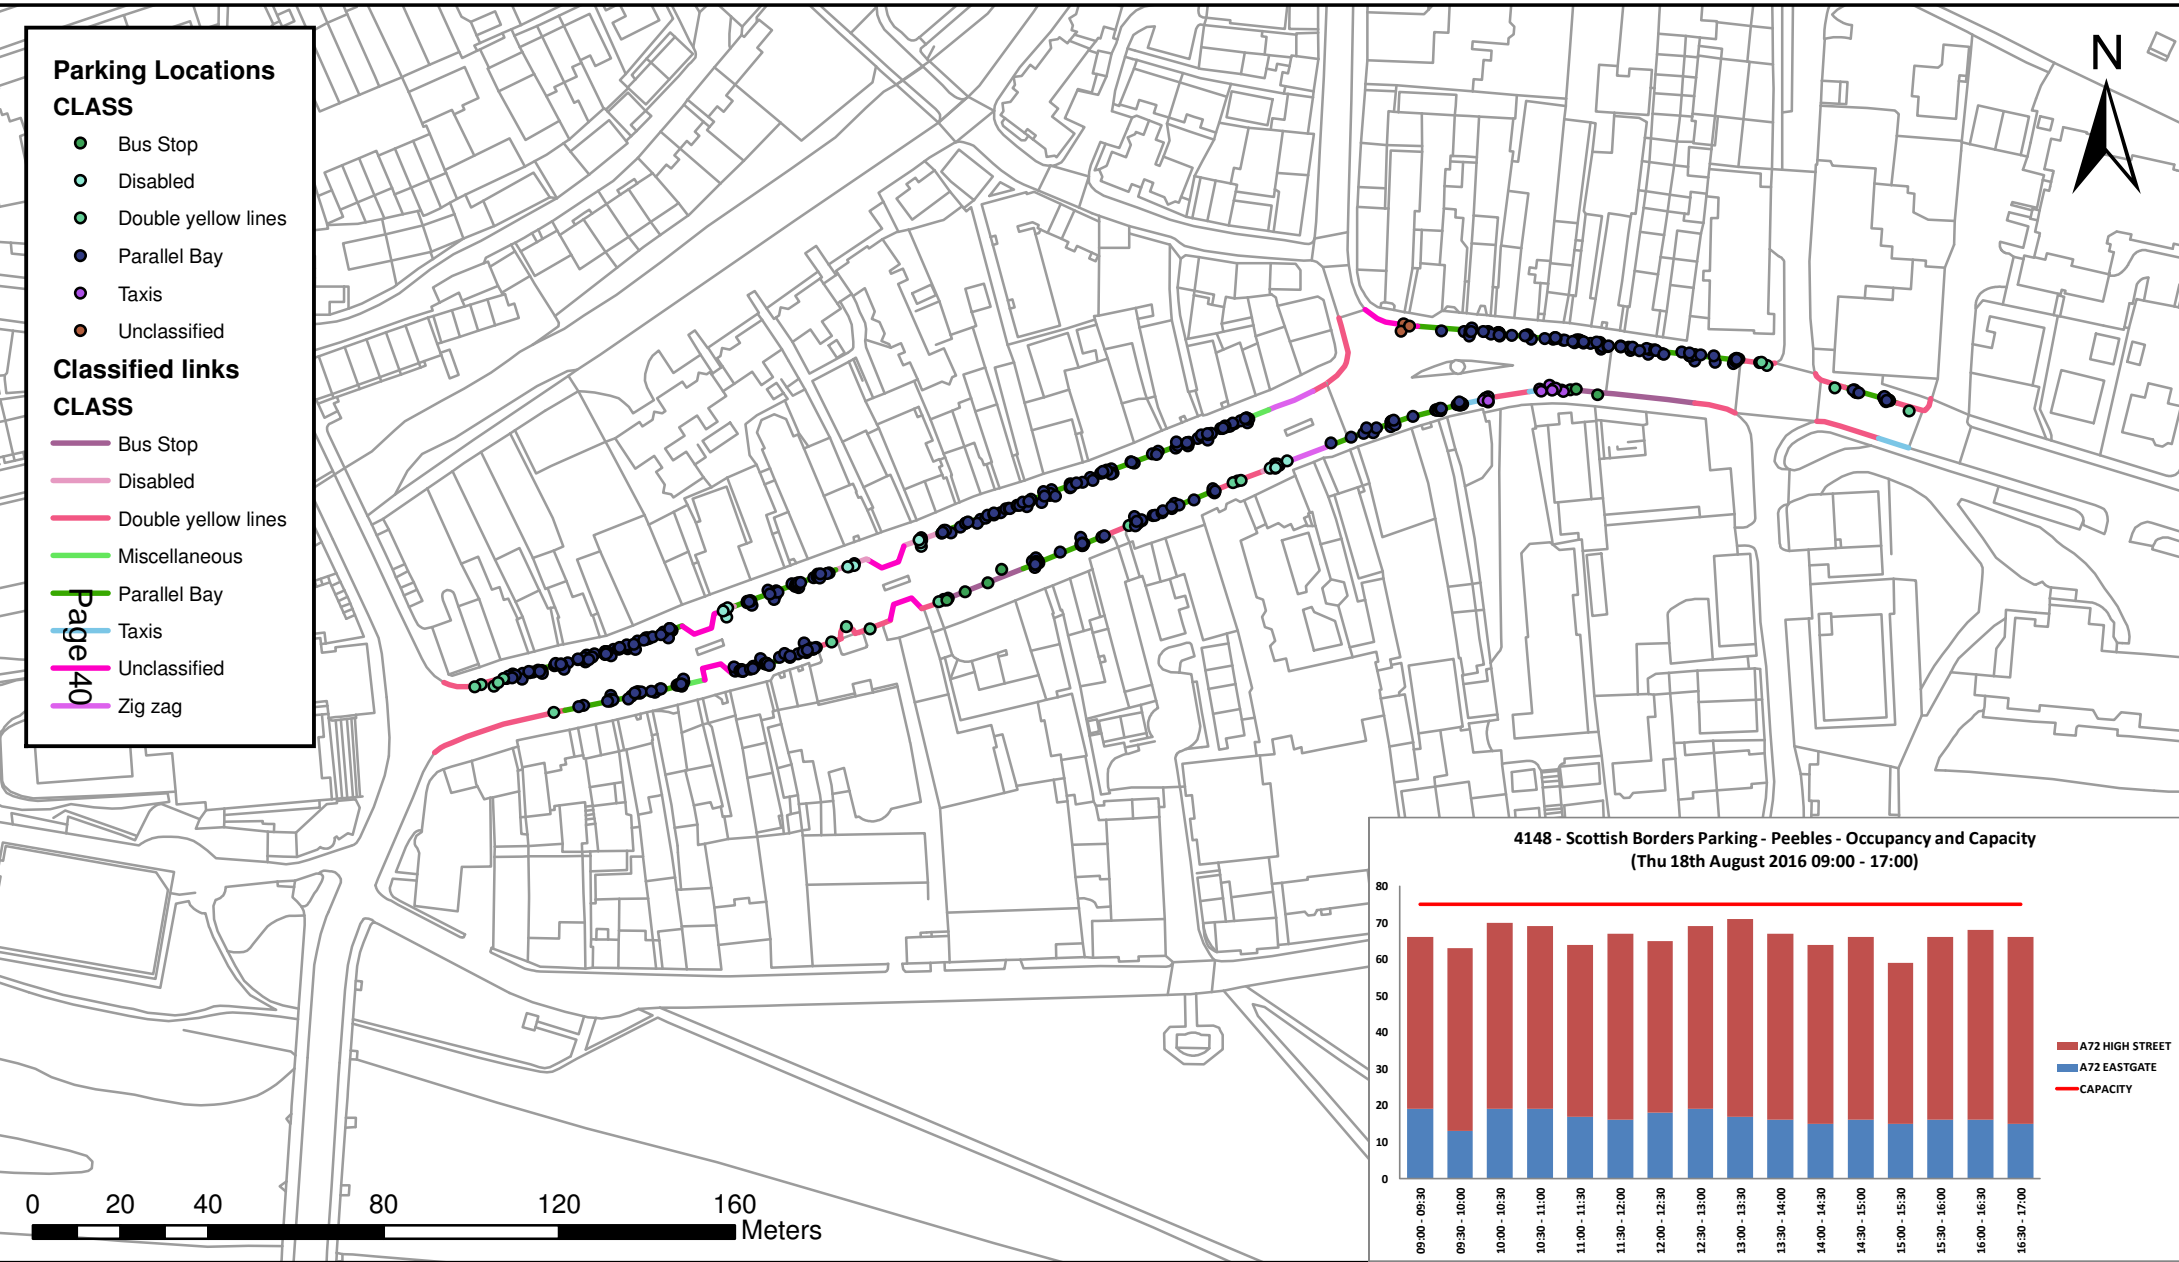 Parking Locations
CLASS
Bus Stop
Disabled
Double yellow lines
Parallel Bay
Taxis
Unclassified
Classified links
CLASS
Bus Stop
Disabled
Double yellow lines
Miscellaneous
Parallel Bay
Taxis
Unclassified
Zig zag
Page 40
N
0 20 40 80 120 160
Meters
4148 - Scottish Borders Parking - Peebles - Occupancy and Capacity
(Thu 18th August 2016 09:00 - 17:00)
80
70
60
50
40
30
20
10
0
A72 HIGH STREET
A72 EASTGATE
CAPACITY
09:00 - 09:30
09:30 - 10:00
10:00 - 10:30
10:30 - 11:00
11:00 - 11:30
11:30 - 12:00
12:00 - 12:30
12:30 - 13:00
13:00 - 13:30
13:30 - 14:00
14:00 - 14:30
14:30 - 15:00
15:00 - 15:30
15:30 - 16:00
16:00 - 16:30
16:30 - 17:00